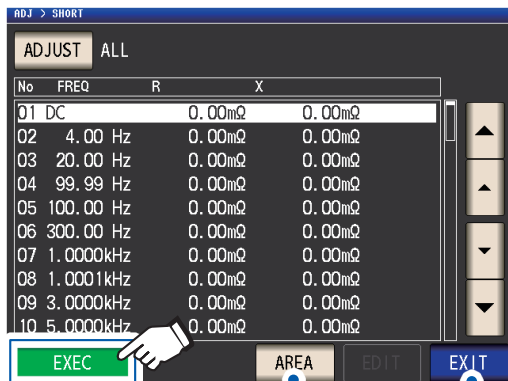 ADJ > SHORT
ADJUST ALL
No FREQ R X
01 DC 0.00mΩ 0.00mΩ
02 4.00 Hz 0.00mΩ 0.00mΩ
03 20.00 Hz 0.00mΩ 0.00mΩ
04 99.99 Hz 0.00mΩ 0.00mΩ
05 100.00 Hz 0.00mΩ 0.00mΩ
06 300.00 Hz 0.00mΩ 0.00mΩ
07 1.0000kHz 0.00mΩ 0.00mΩ
08 1.0001kHz 0.00mΩ 0.00mΩ
09 3.0000kHz 0.00mΩ 0.00mΩ
10 5.0000kHz 0.00mΩ 0.00mΩ
EXEC AREA EDIT EXIT